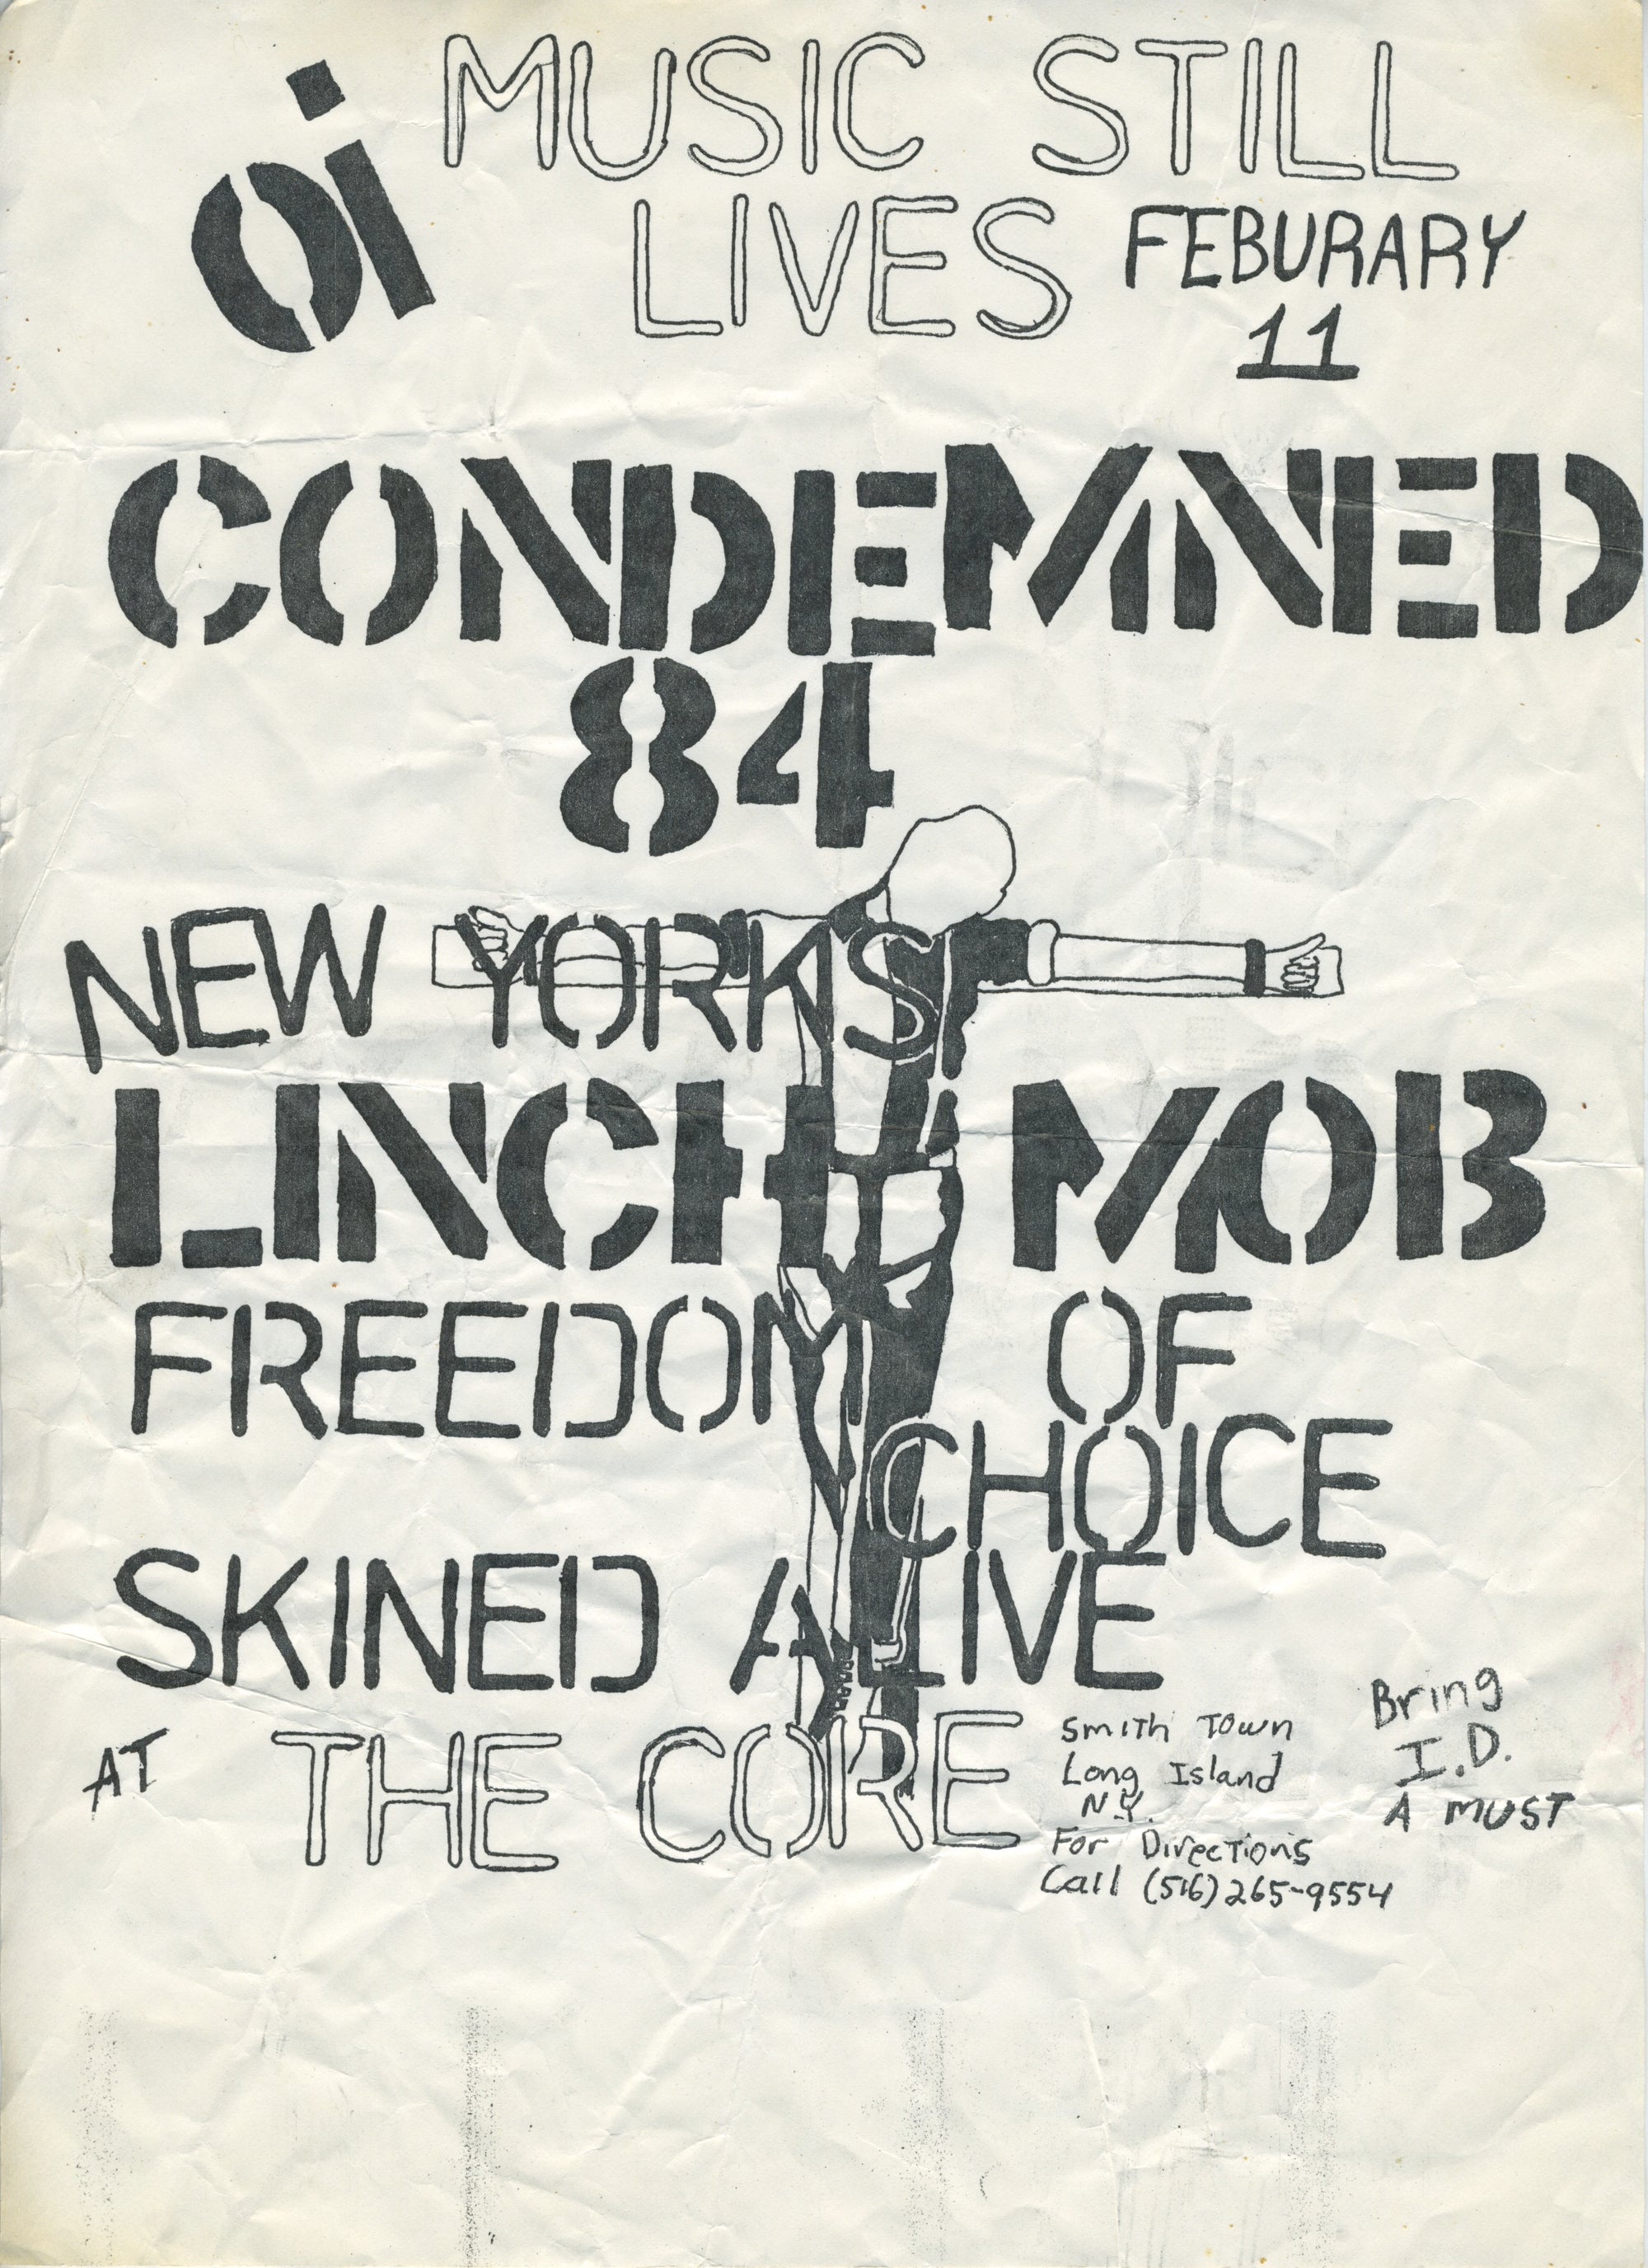 oi MUSIC STILL
LIVES FEBURARY
11
CONDEMNED
84
NEW YORKS
LINCH MOB
FREEDOM OF
CHOICE
SKINED ALIVE
AT THE CORE
Smith Town
Long Island
N.Y.
For Directions
Call (516) 265-9554
Bring
I.D.
A MUST